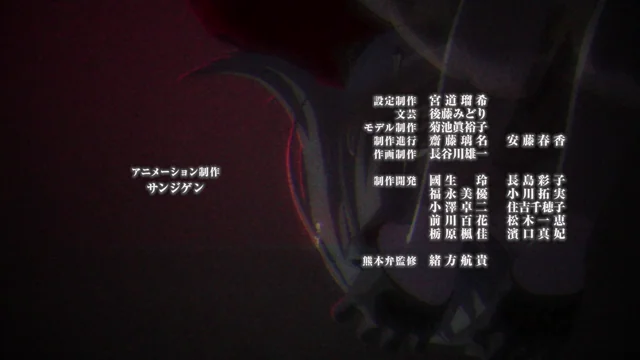 アニメーション制作
サンジゲン
設定制作 宮道瑠希
文芸 後藤みどり
モデル制作 菊池眞裕子
制作進行 齋藤璃名 安藤春香
作画制作 長谷川雄一
制作開発 國生玲 長島彩子
福永美優 小川拓実
小澤卓二 住吉千穂子
前川百花 松木一恵
栃原楓佳 濱口真妃
熊本弁監修 緒方航貴